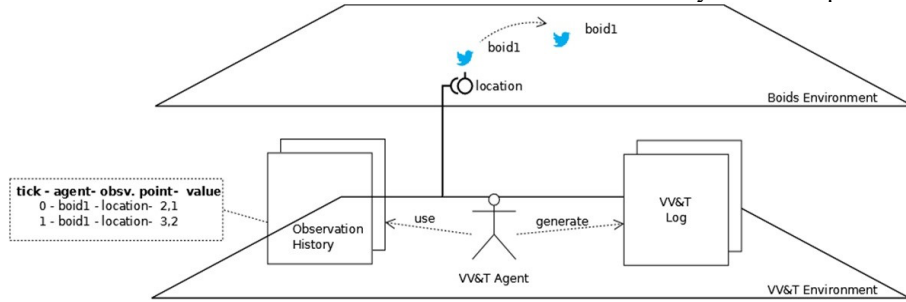 boid1
boid1
location
Boids Environment
tick - agent- obsv. point- value
0 - boid1 - location- 2,1
1 - boid1 - location- 3,2
Observation
History
use
generate
VV&T
Log
VV&T Agent
VV&T Environment